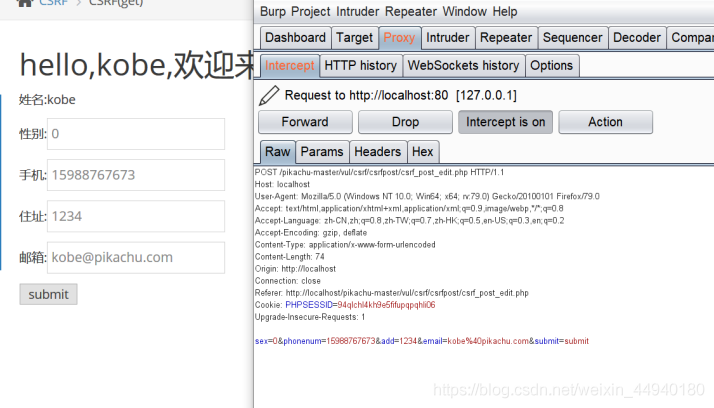 CSRF > CSRF(get)
hello,kobe,欢迎来
姓名:kobe
性别: 0
手机: 15988767673
住址: 1234
邮箱: kobe@pikachu.com
submit
Burp Project Intruder Repeater Window Help
Dashboard Target Proxy Intruder Repeater Sequencer Decoder Compar
Intercept HTTP history WebSockets history Options
Request to http://localhost:80 [127.0.0.1]
Forward Drop Intercept is on Action
Raw Params Headers Hex
POST /pikachu-master/vul/csrf/csrfpost/csrf_post_edit.php HTTP/1.1
Host: localhost
User-Agent: Mozilla/5.0 (Windows NT 10.0; Win64; x64; rv:79.0) Gecko/20100101 Firefox/79.0
Accept: text/html,application/xhtml+xml,application/xml;q=0.9,image/webp,*/*;q=0.8
Accept-Language: zh-CN,zh;q=0.8,zh-TW;q=0.7,zh-HK;q=0.5,en-US;q=0.3,en;q=0.2
Accept-Encoding: gzip, deflate
Content-Type: application/x-www-form-urlencoded
Content-Length: 74
Origin: http://localhost
Connection: close
Referer: http://localhost/pikachu-master/vul/csrf/csrfpost/csrf_post_edit.php
Cookie: PHPSESSID=94qlchl4kh9e5fifupqpqhli06
Upgrade-Insecure-Requests: 1
sex=0&phonenum=15988767673&add=1234&email=kobe%40pikachu.com&submit=submit
https://blog.csdn.net/weixin_44940180